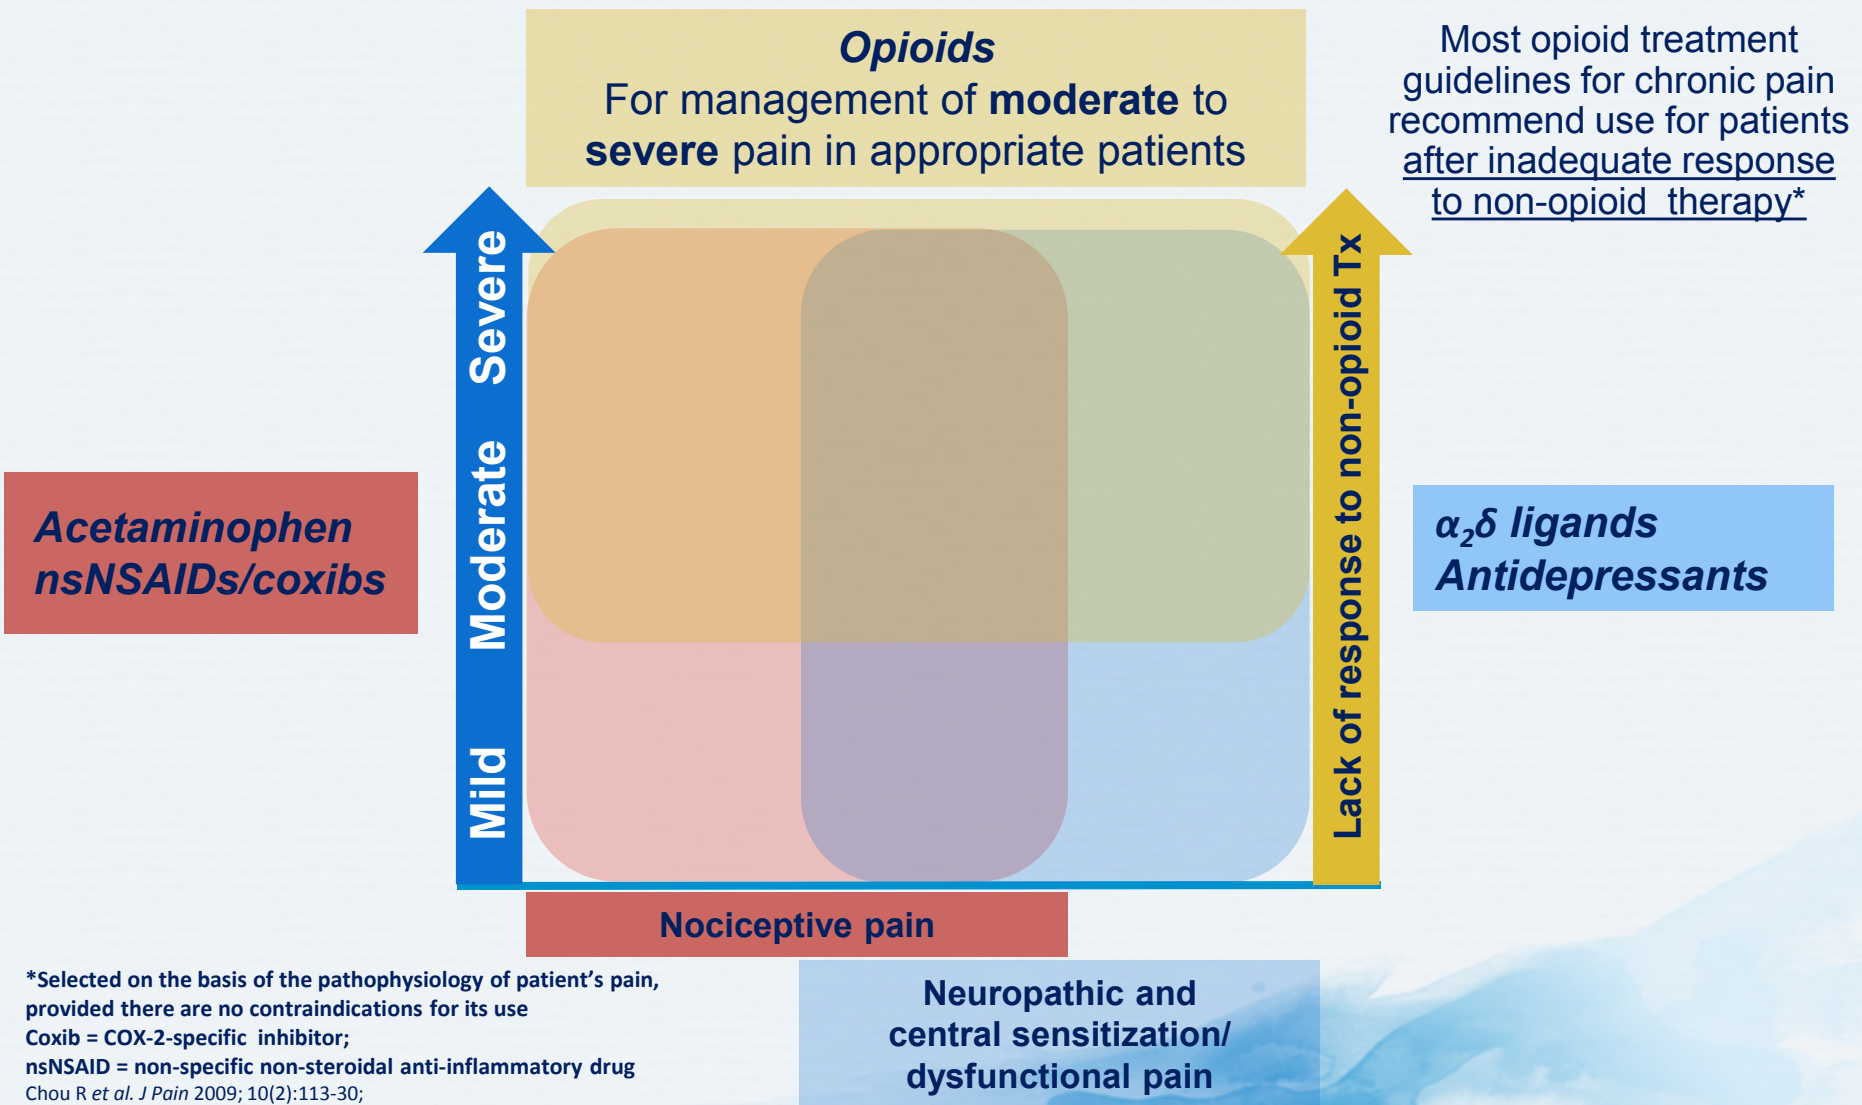 Opioids
For management of moderate to
severe pain in appropriate patients
Most opioid treatment
guidelines for chronic pain
recommend use for patients
after inadequate response
to non-opioid therapy*
Severe
Moderate
Mild
Lack of response to non-opioid Tx
Acetaminophen
nsNSAIDs/coxibs
α₂δ ligands
Antidepressants
Nociceptive pain
Neuropathic and
central sensitization/
dysfunctional pain
*Selected on the basis of the pathophysiology of patient's pain,
provided there are no contraindications for its use
Coxib = COX-2-specific inhibitor;
nsNSAID = non-specific non-steroidal anti-inflammatory drug
Chou R et al. J Pain 2009; 10(2):113-30;